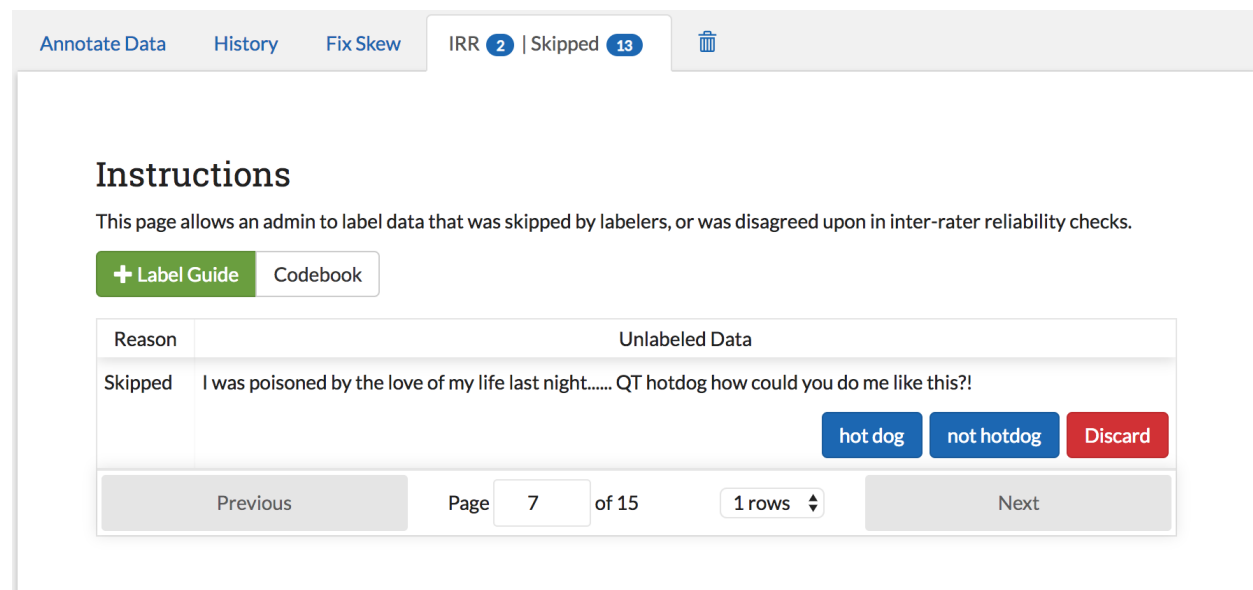 Annotate Data History Fix Skew IRR 2 | Skipped 13
Instructions
This page allows an admin to label data that was skipped by labelers, or was disagreed upon in inter-rater reliability checks.
+ Label Guide Codebook
Reason Unlabeled Data
Skipped I was poisoned by the love of my life last night...... QT hotdog how could you do me like this?!
hot dog not hotdog Discard
Previous Page 7 of 15 1 rows Next